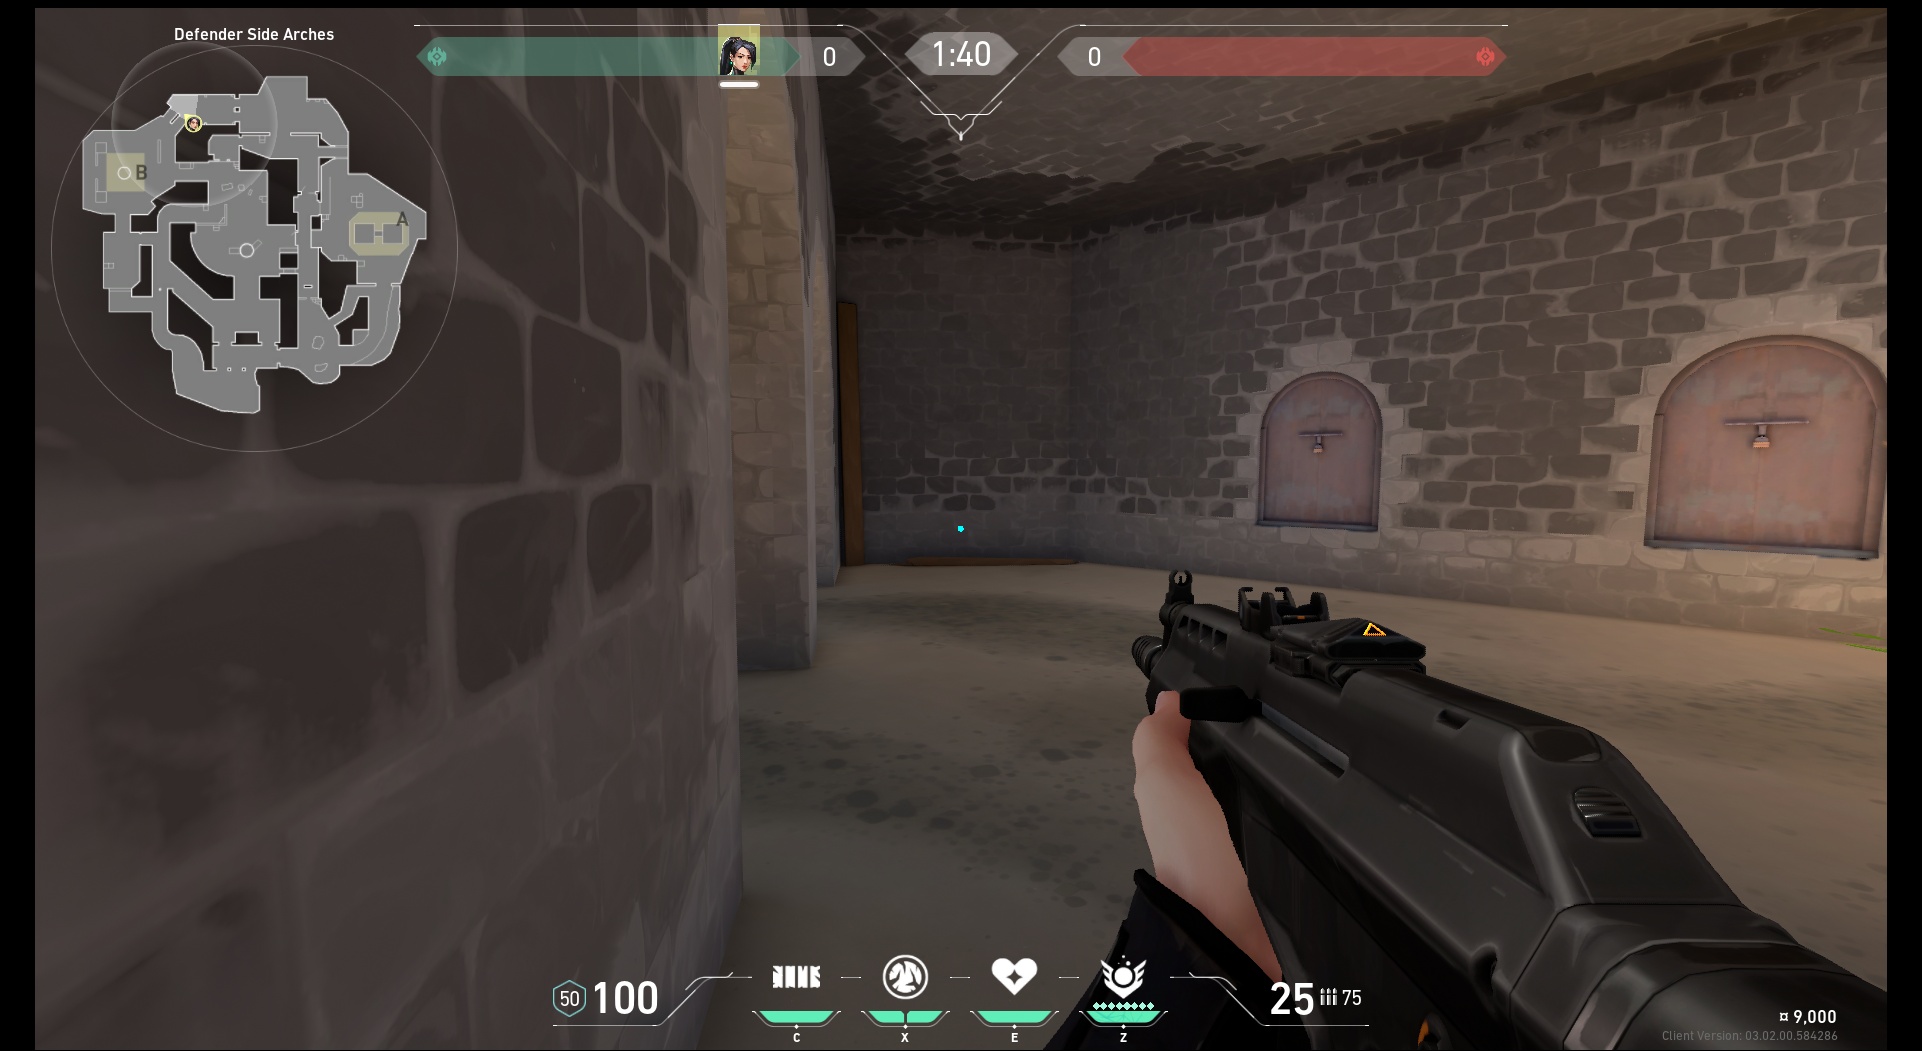 Defender Side Arches
0
1:40
0
B
A
50 100
25 75
C X E Z
¤ 9,000
Client Version: 03.02.00.584286